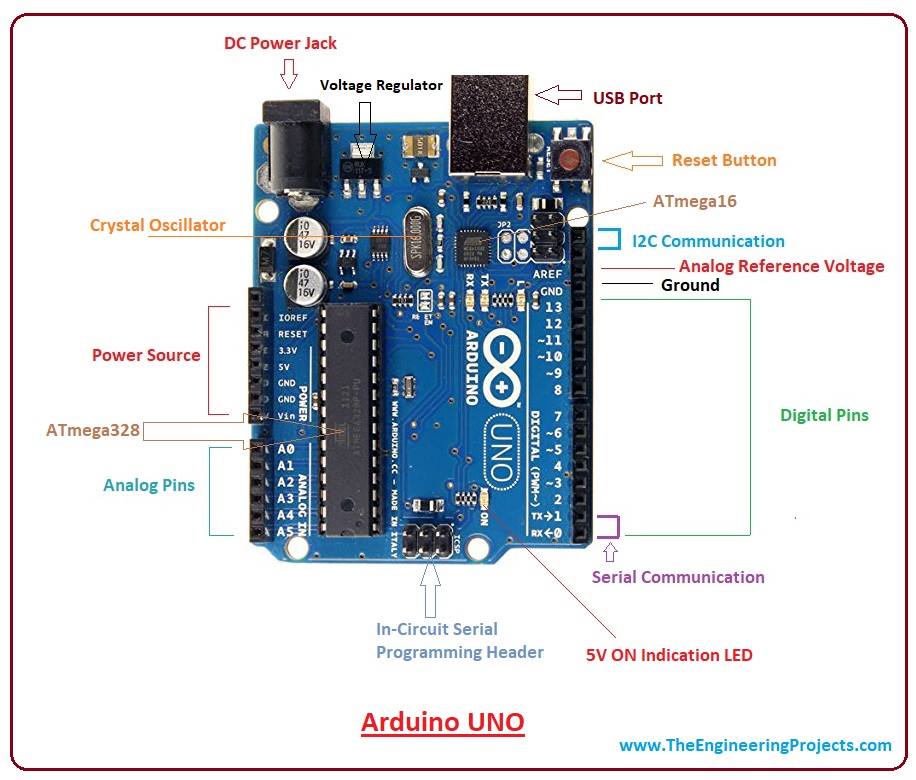 DC Power Jack
Voltage Regulator
USB Port
Reset Button
ATmega16
Crystal Oscillator
SPK16.000G
JP2
I2C Communication
Analog Reference Voltage
Ground
47
16V
47
16V
RX
TX
L
AREF
GND
13
12
~11
~10
~9
8
7
~6
~5
4
~3
2
TX→1
RX←0
DIGITAL (PWM~)
ARDUINO
UNO
IOREF
RESET
3.3V
5V
GND
GND
Vin
POWER
A0
A1
A2
A3
A4
A5
ANALOG IN
ATMEGA328P-PU
WWW.ARDUINO.CC - MADE IN ITALY
RESET
EN
ON
ICSP
Power Source
ATmega328
Analog Pins
Digital Pins
Serial Communication
In-Circuit Serial
Programming Header
5V ON Indication LED
Arduino UNO
www.TheEngineeringProjects.com